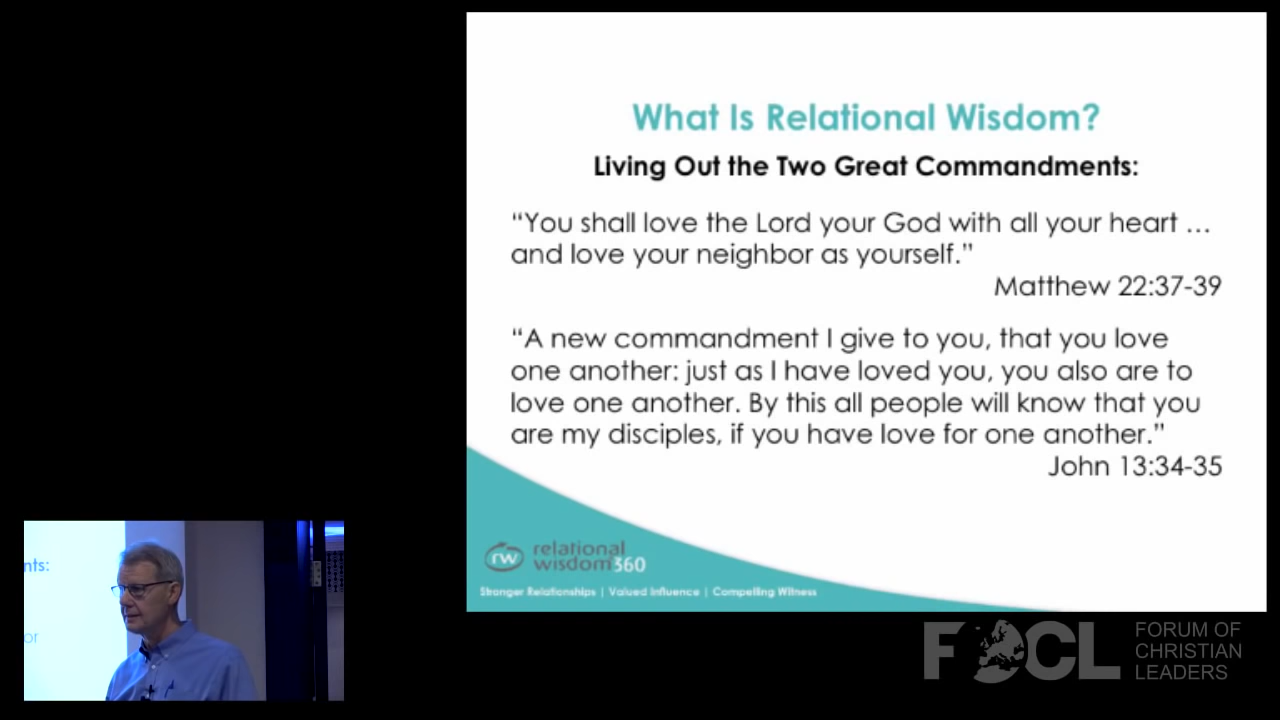 What Is Relational Wisdom?
Living Out the Two Great Commandments:
“You shall love the Lord your God with all your heart …
and love your neighbor as yourself.”
Matthew 22:37-39
“A new commandment I give to you, that you love
one another: just as I have loved you, you also are to
love one another. By this all people will know that you
are my disciples, if you have love for one another.”
John 13:34-35
rw
relational
wisdom360
Stronger Relationships | Valued Influence | Compelling Witness
nts:
or
FOCL
FORUM OF
CHRISTIAN
LEADERS